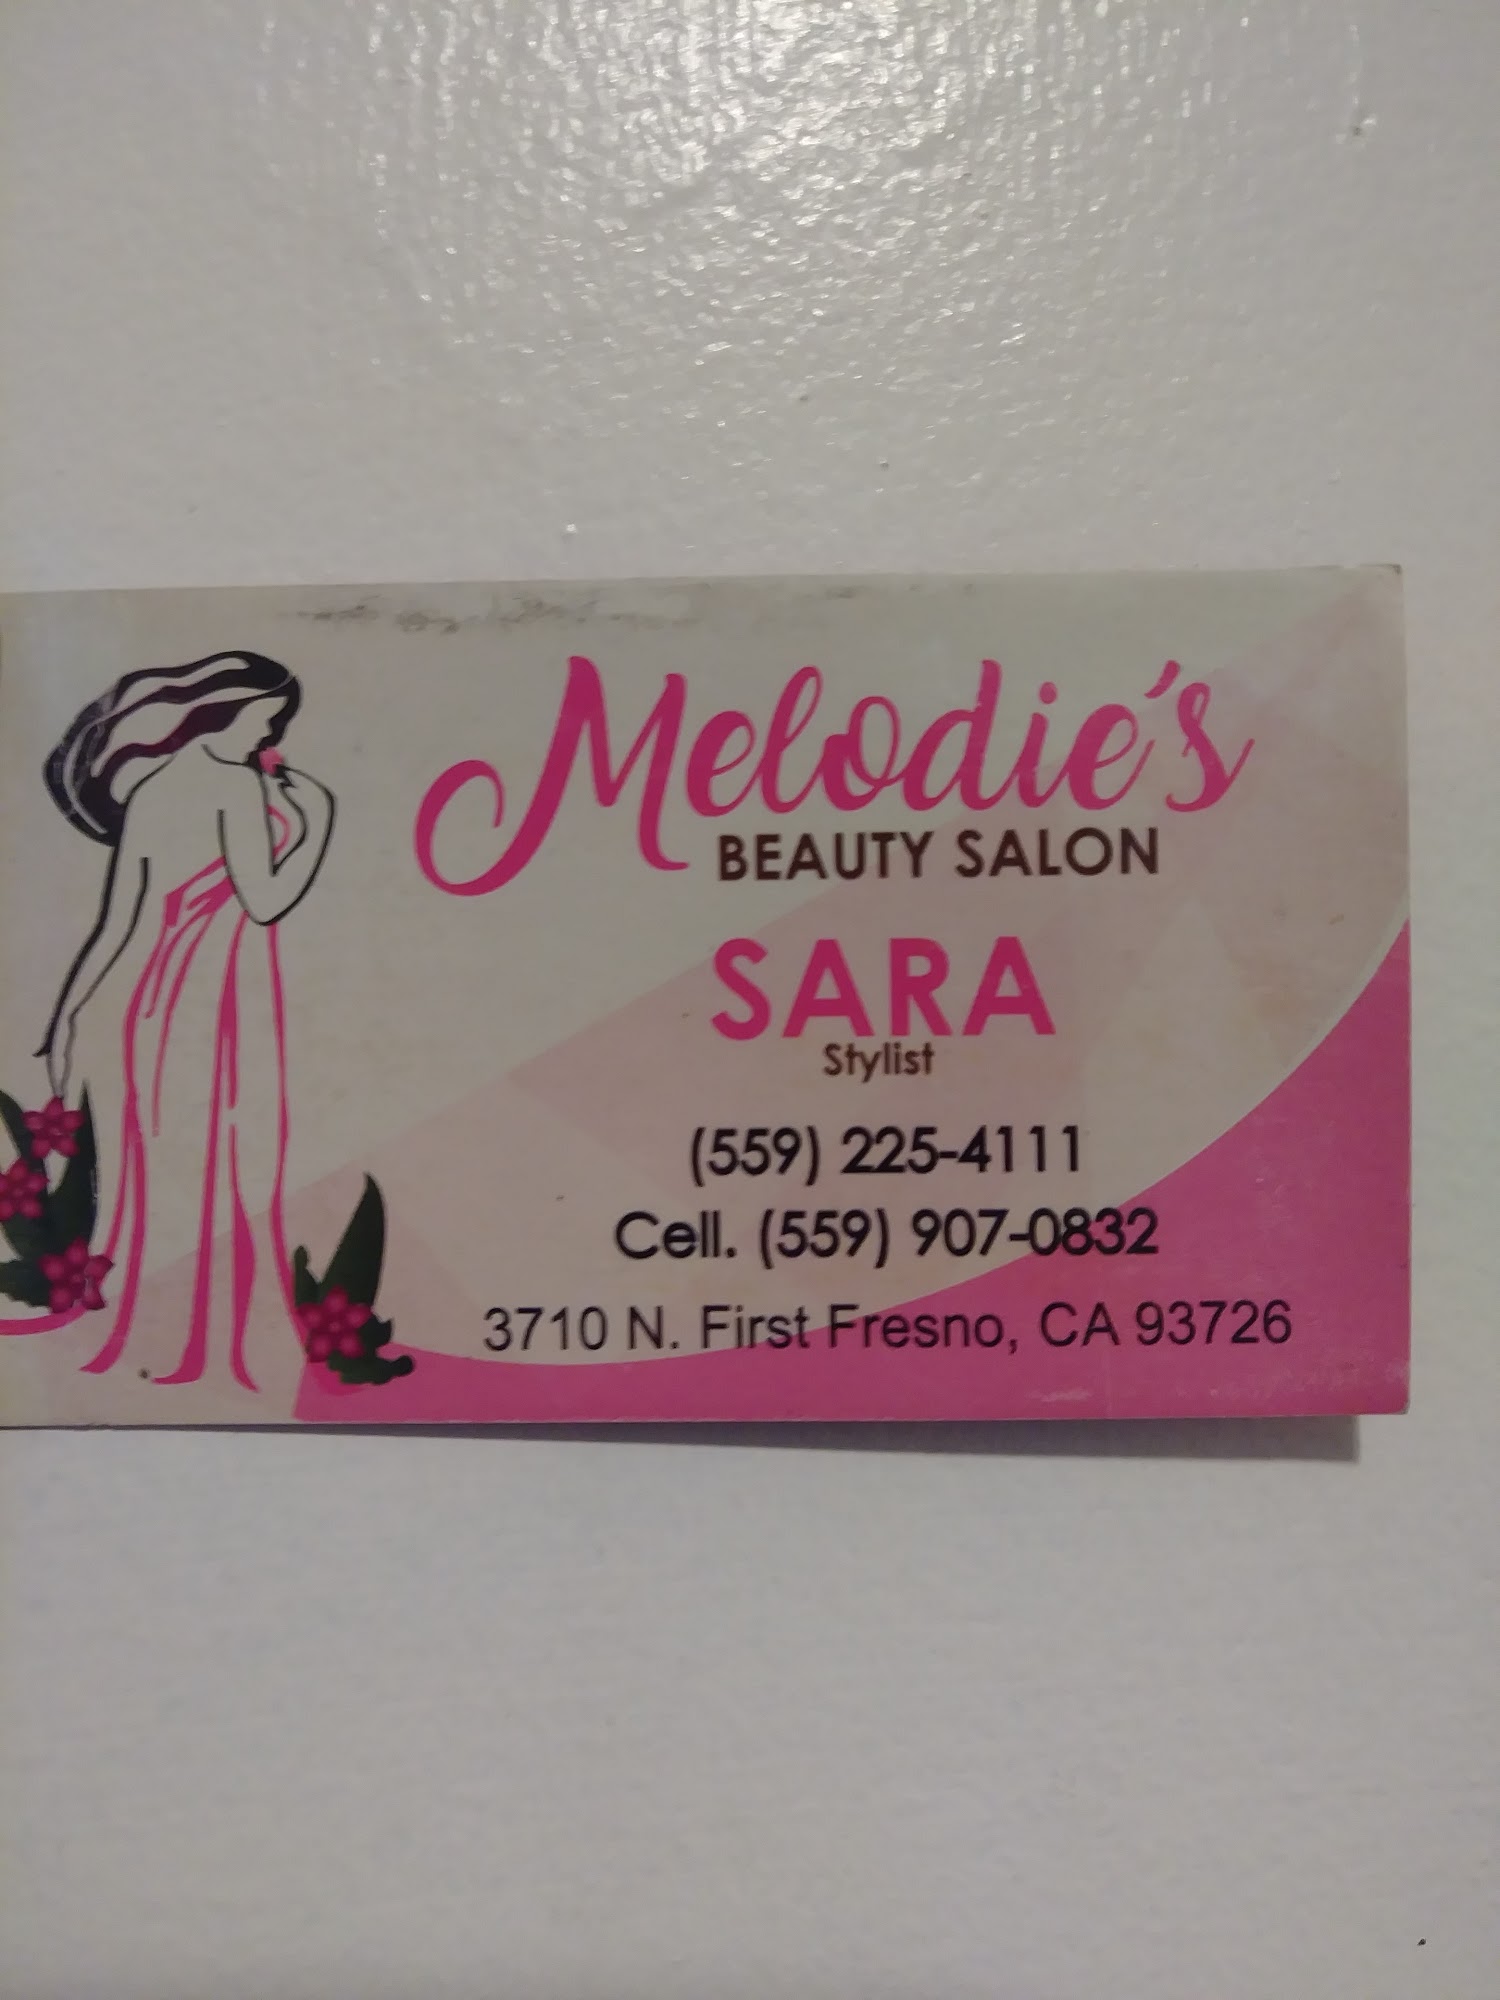 Melodie's
BEAUTY SALON
SARA
Stylist
(559) 225-4111
Cell. (559) 907-0832
3710 N. First Fresno, CA 93726